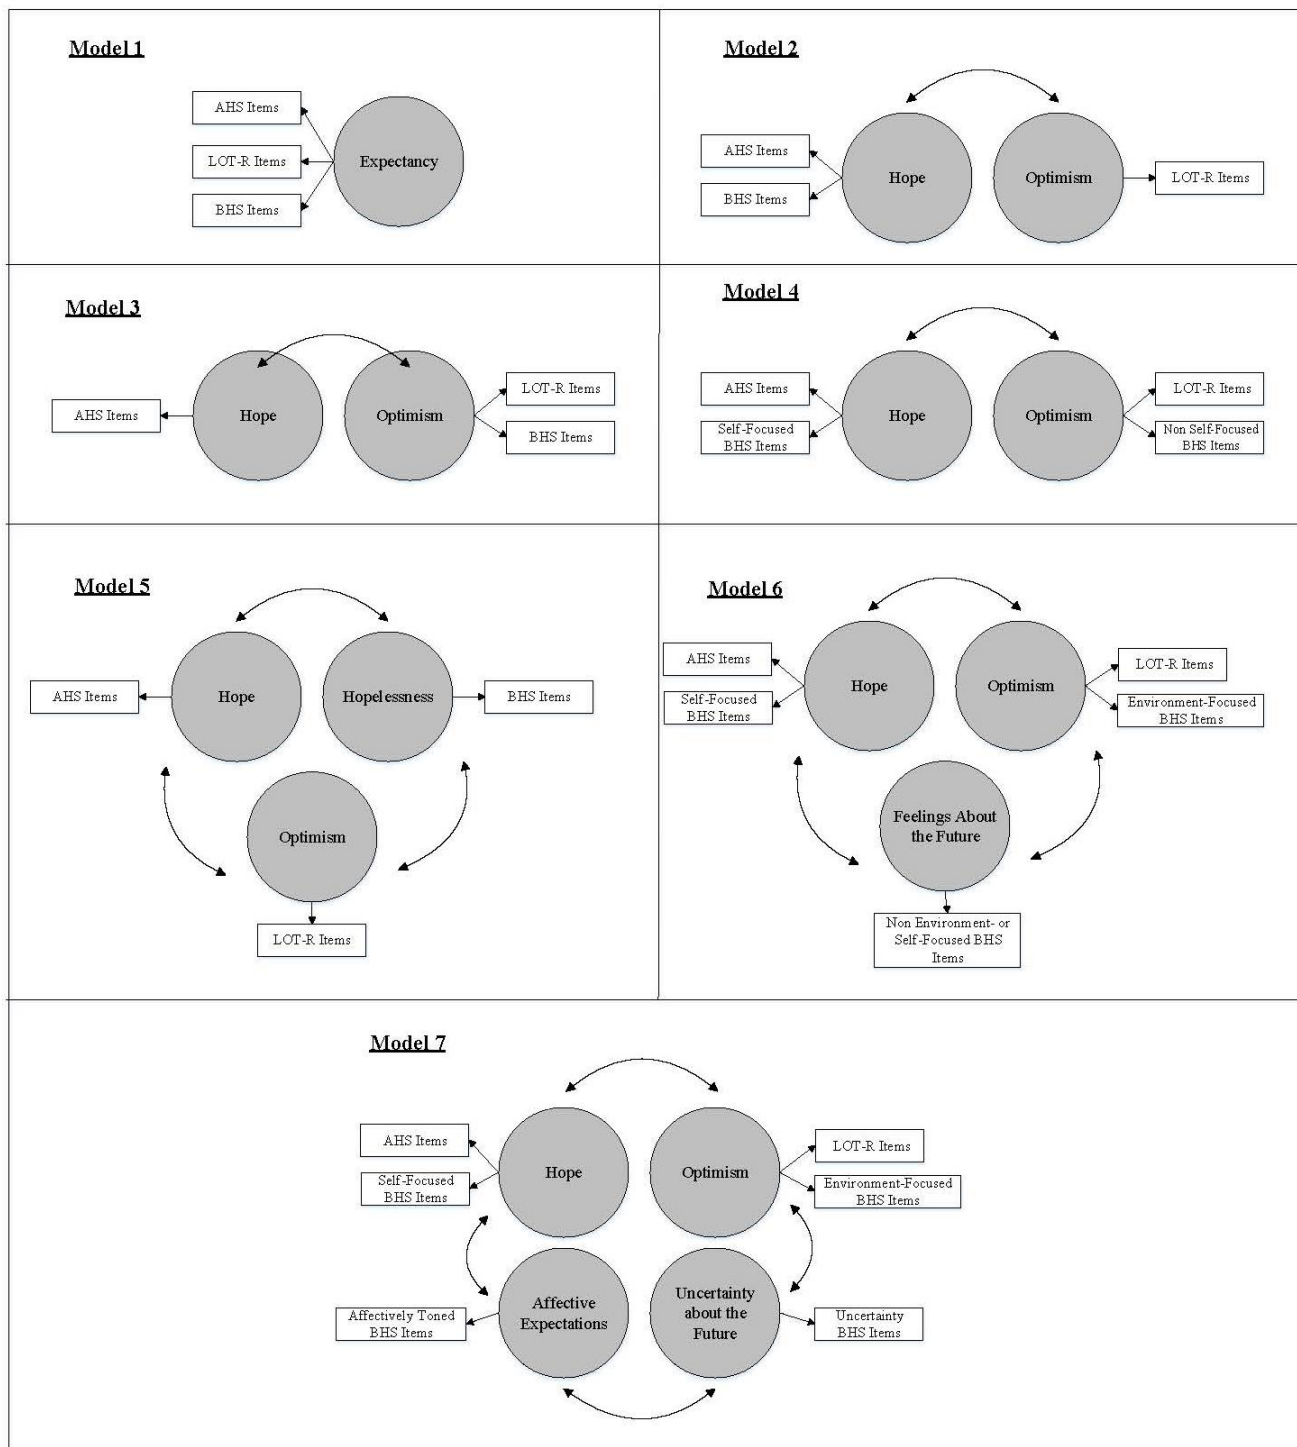 Model 1
AHS Items
LOT-R Items
BHS Items
Expectancy
Model 2
AHS Items
BHS Items
Hope
Optimism
LOT-R Items
Model 3
AHS Items
Hope
Optimism
LOT-R Items
BHS Items
Model 4
AHS Items
Self-Focused
BHS Items
Hope
Optimism
LOT-R Items
Non Self-Focused
BHS Items
Model 5
AHS Items
Hope
Hopelessness
BHS Items
Optimism
LOT-R Items
Model 6
AHS Items
Self-Focused
BHS Items
Hope
Optimism
LOT-R Items
Environment-Focused
BHS Items
Feelings About
the Future
Non Environment- or
Self-Focused BHS
Items
Model 7
AHS Items
Self-Focused
BHS Items
Hope
Optimism
LOT-R Items
Environment-Focused
BHS Items
Affectively Toned
BHS Items
Affective
Expectations
Uncertainty
about the
Future
Uncertainty
BHS Items